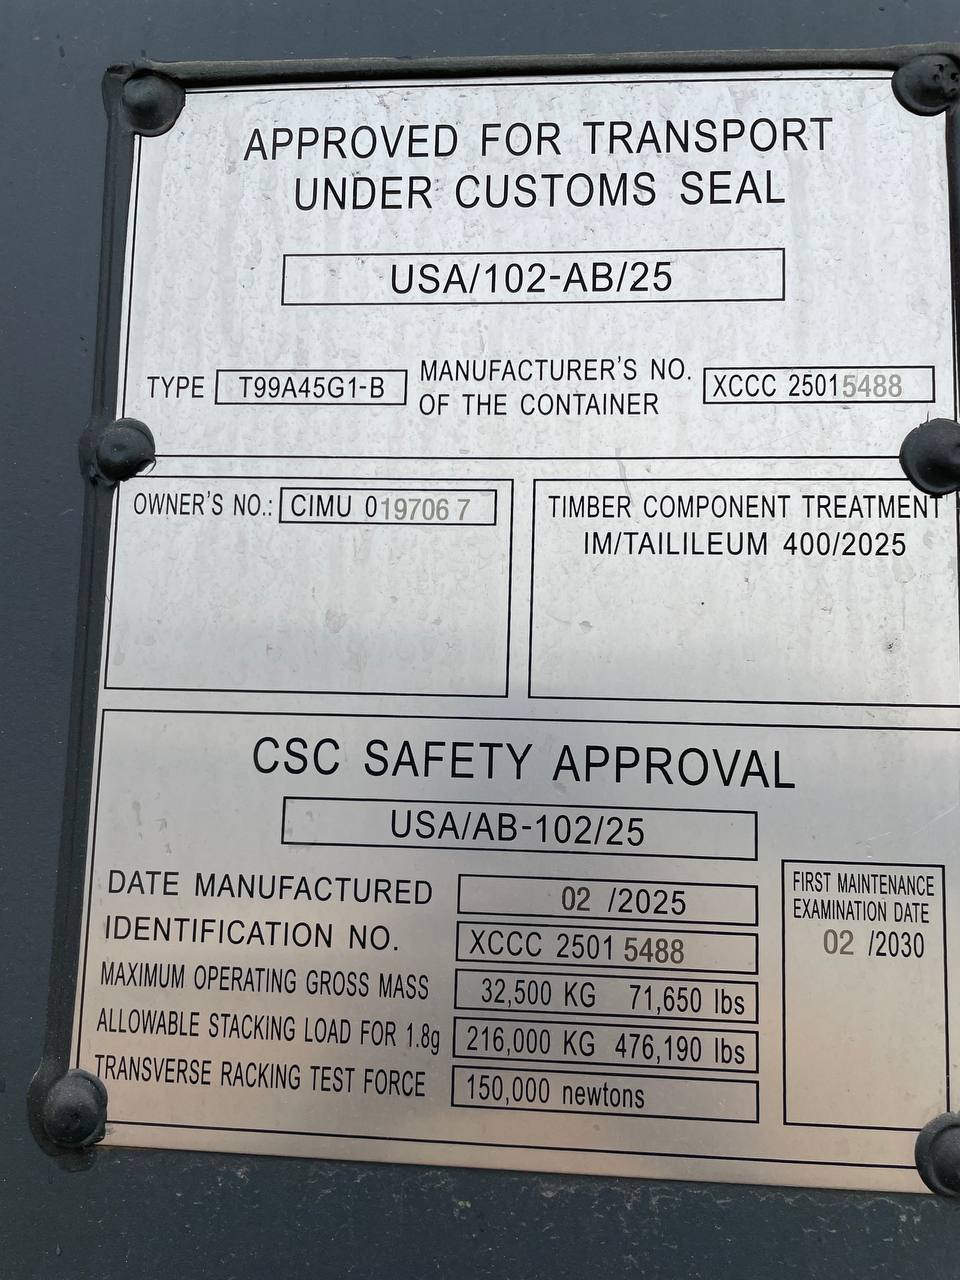 APPROVED FOR TRANSPORT
UNDER CUSTOMS SEAL
USA/102-AB/25
TYPE T99A45G1-B MANUFACTURER'S NO. OF THE CONTAINER XCCC 25015488
OWNER'S NO.: CIMU 019706 7
TIMBER COMPONENT TREATMENT
IM/TAILILEUM 400/2025
CSC SAFETY APPROVAL
USA/AB-102/25
DATE MANUFACTURED 02 /2025
IDENTIFICATION NO. XCCC 2501 5488
MAXIMUM OPERATING GROSS MASS 32,500 KG 71,650 lbs
ALLOWABLE STACKING LOAD FOR 1.8g 216,000 KG 476,190 lbs
TRANSVERSE RACKING TEST FORCE 150,000 newtons
FIRST MAINTENANCE
EXAMINATION DATE
02 /2030